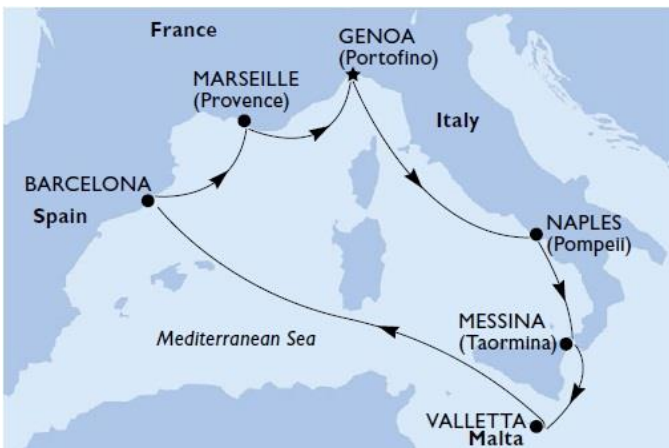 France
GENOA
(Portofino)
MARSEILLE
(Provence)
Italy
BARCELONA
Spain
NAPLES
(Pompeii)
MESSINA
(Taormina)
Mediterranean Sea
VALLETTA
Malta